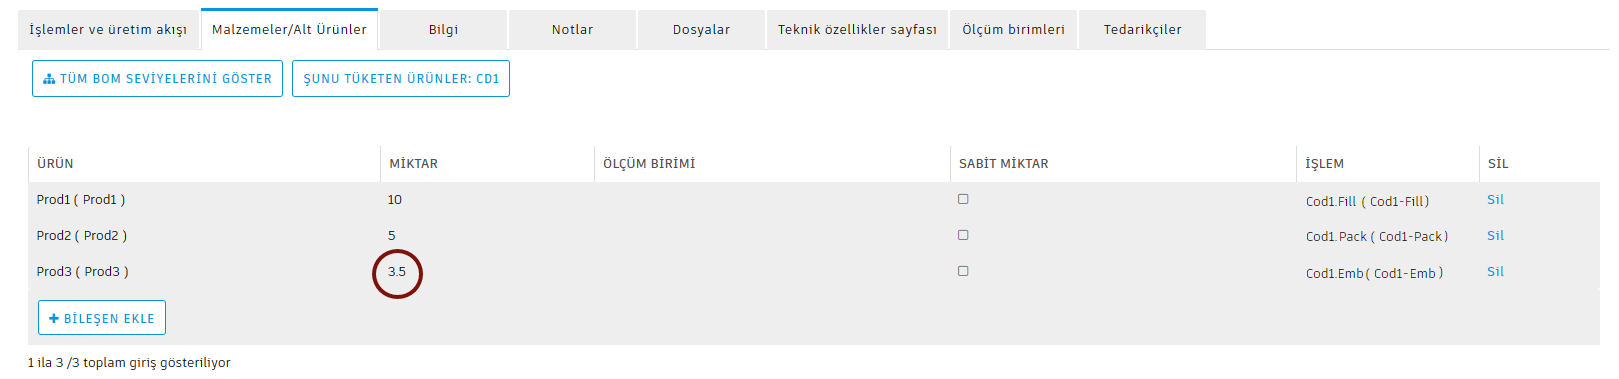 İşlemler ve üretim akışı Malzemeler/Alt Ürünler Bilgi Notlar Dosyalar Teknik özellikler sayfası Ölçüm birimleri Tedarikçiler
TÜM BOM SEVİYELERİNİ GÖSTER ŞUNU TÜKETEN ÜRÜNLER: CD1
ÜRÜN MİKTAR ÖLÇÜM BİRİMİ SABİT MİKTAR İŞLEM SİL
Prod1 ( Prod1 ) 10 Cod1.Fill ( Cod1-Fill) Sil
Prod2 ( Prod2 ) 5 Cod1.Pack ( Cod1-Pack) Sil
Prod3 ( Prod3 ) 3.5 Cod1.Emb( Cod1-Emb ) Sil
+ BİLEŞEN EKLE
1 ila 3 /3 toplam giriş gösteriliyor